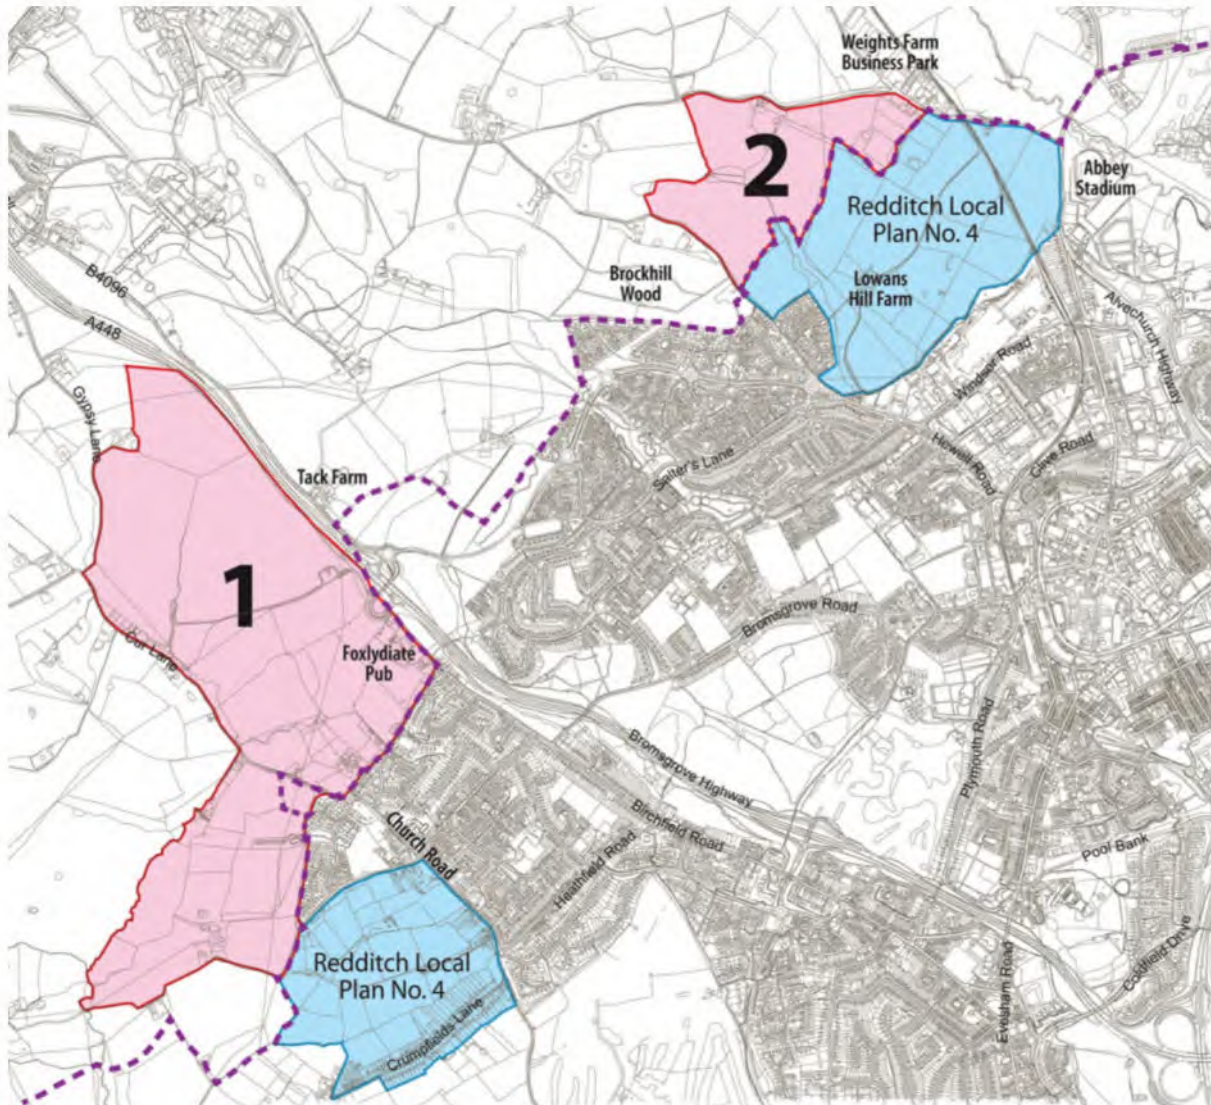 Weights Farm
Business Park
2
Abbey
Stadium
Redditch Local
Plan No. 4
Brockhill
Wood
Lowans
Hill Farm
B4096
A448
Alvechurch Highway
Windsor Road
Gypsy Lane
Hewell Road
Clive Road
Salter's Lane
Tack Farm
1
Bromsgrove Road
Cur Lane
Foxlydiate
Pub
Plymouth Road
Bromsgrove Highway
Birchfield Road
Church Road
Heathfield Road
Pool Bank
Redditch Local
Plan No. 4
Crumpfields Lane
Evesham Road
Coldfield Drive